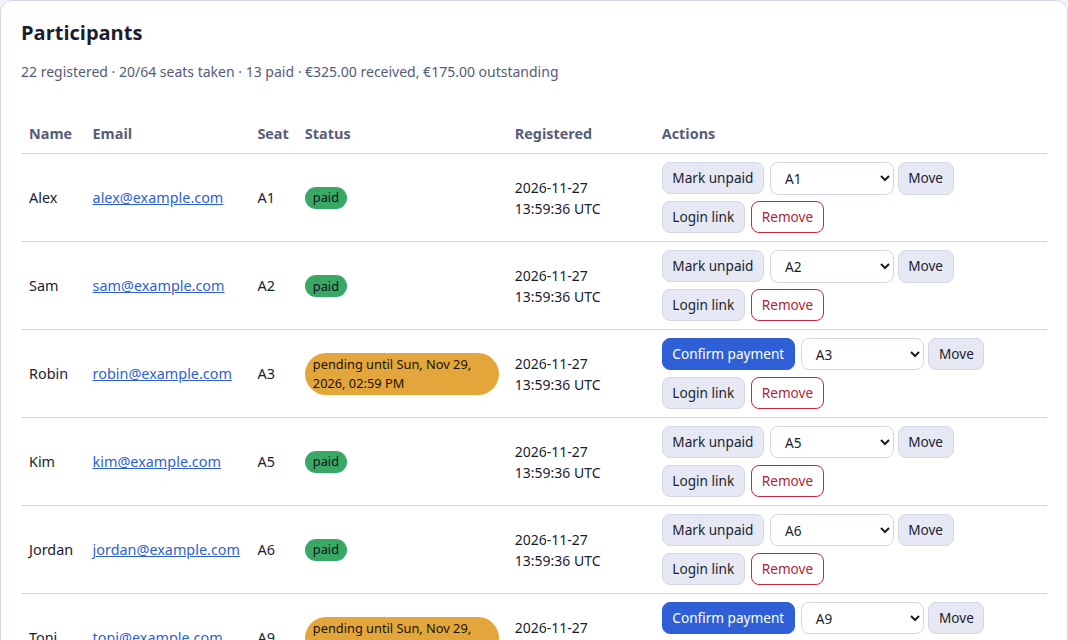 Participants
22 registered · 20/64 seats taken · 13 paid · €325.00 received, €175.00 outstanding
Name Email Seat Status Registered Actions
Alex alex@example.com A1 paid 2026-11-27 13:59:36 UTC Mark unpaid A1 Move
Login link Remove
Sam sam@example.com A2 paid 2026-11-27 13:59:36 UTC Mark unpaid A2 Move
Login link Remove
Robin robin@example.com A3 pending until Sun, Nov 29, 2026, 02:59 PM 2026-11-27 13:59:36 UTC Confirm payment A3 Move
Login link Remove
Kim kim@example.com A5 paid 2026-11-27 13:59:36 UTC Mark unpaid A5 Move
Login link Remove
Jordan jordan@example.com A6 paid 2026-11-27 13:59:36 UTC Mark unpaid A6 Move
Login link Remove
Toni toni@example.com A9 pending until Sun, Nov 29, 2026-11-27 Confirm payment A9 Move